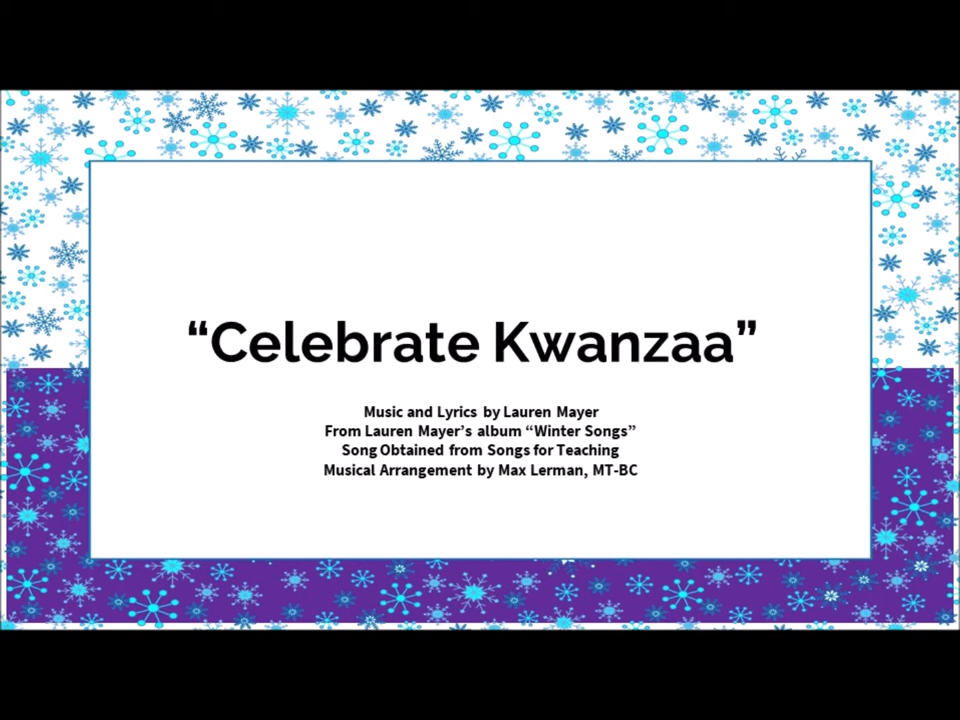 “Celebrate Kwanzaa”
Music and Lyrics by Lauren Mayer
From Lauren Mayer’s album “Winter Songs”
Song Obtained from Songs for Teaching
Musical Arrangement by Max Lerman, MT-BC